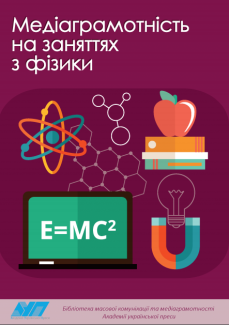 Медіаграмотність
на заняттях
з фізики
E=MC²
Бібліотека масової комунікації та медіаграмотності
Академії української преси